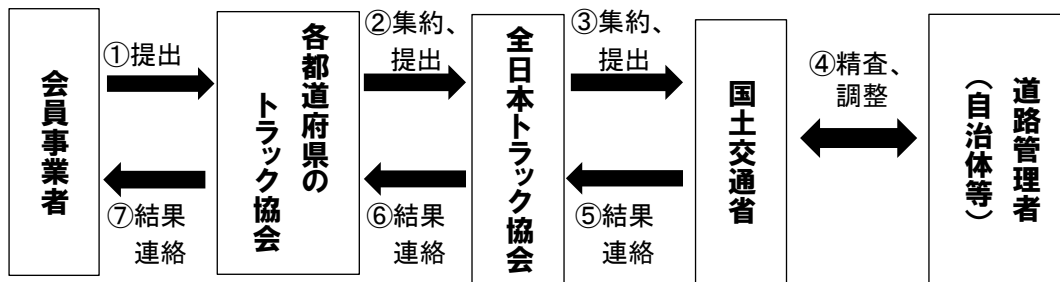 会員事業者
①提出
⑦結果
連絡
各都道府県の
トラック協会
②集約、
提出
⑥結果
連絡
全日本トラック協会
③集約、
提出
⑤結果
連絡
国土交通省
④精査、
調整
道路管理者
（自治体等）